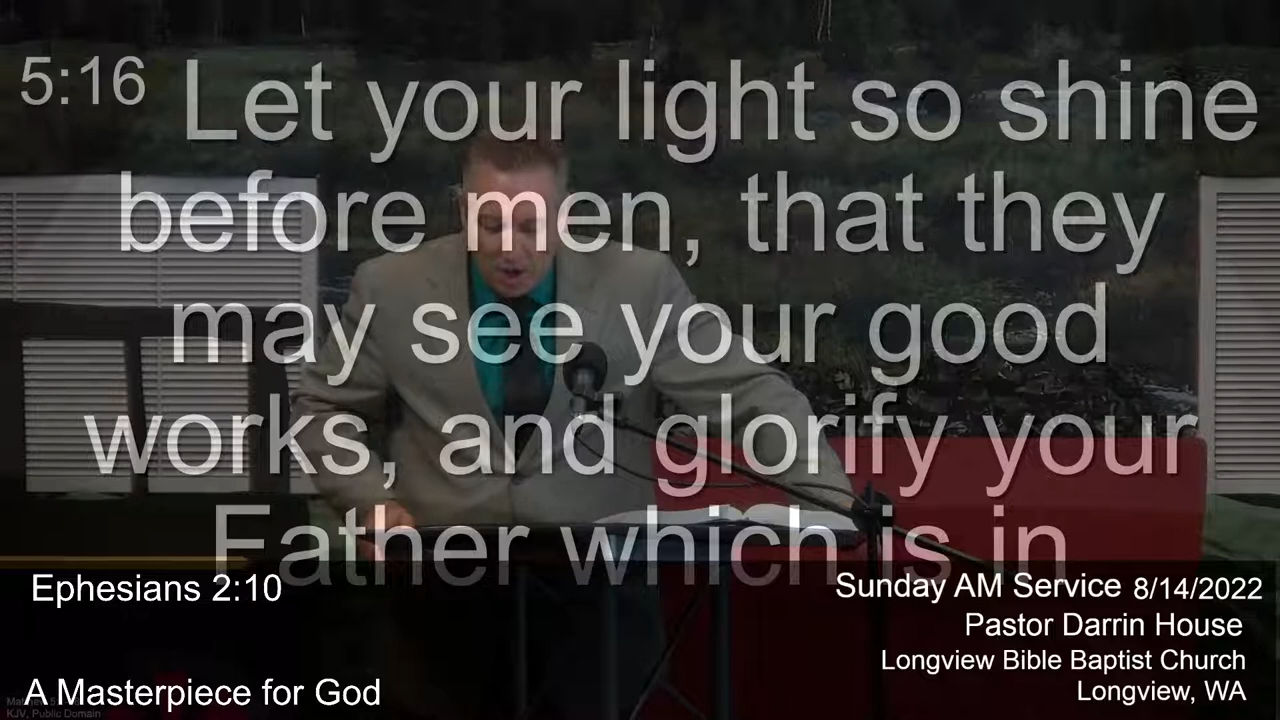 5:16 Let your light so shine
before men, that they
may see your good
works, and glorify your
Father which is in
Ephesians 2:10
Sunday AM Service 8/14/2022
Pastor Darrin House
Longview Bible Baptist Church
A Masterpiece for God
Longview, WA
KJV, Public Domain